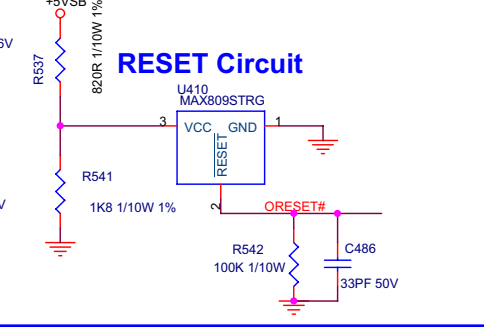 +5VSB
6V
R537
820R 1/10W 1%
RESET Circuit
U410
MAX809STRG
3
VCC
GND
1
RESET
R541
1K8 1/10W 1%
V
2
ORESET#
R542
100K 1/10W
C486
33PF 50V